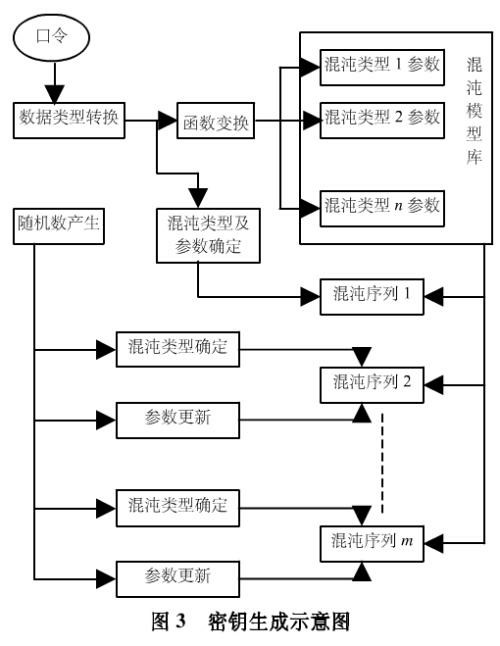 口令
数据类型转换
函数变换
混沌类型 1 参数
混沌类型 2 参数
混沌类型 n 参数
混沌模型库
随机数产生
混沌类型及
参数确定
混沌序列 1
混沌类型确定
混沌序列 2
参数更新
混沌类型确定
混沌序列 m
参数更新
图 3 密钥生成示意图